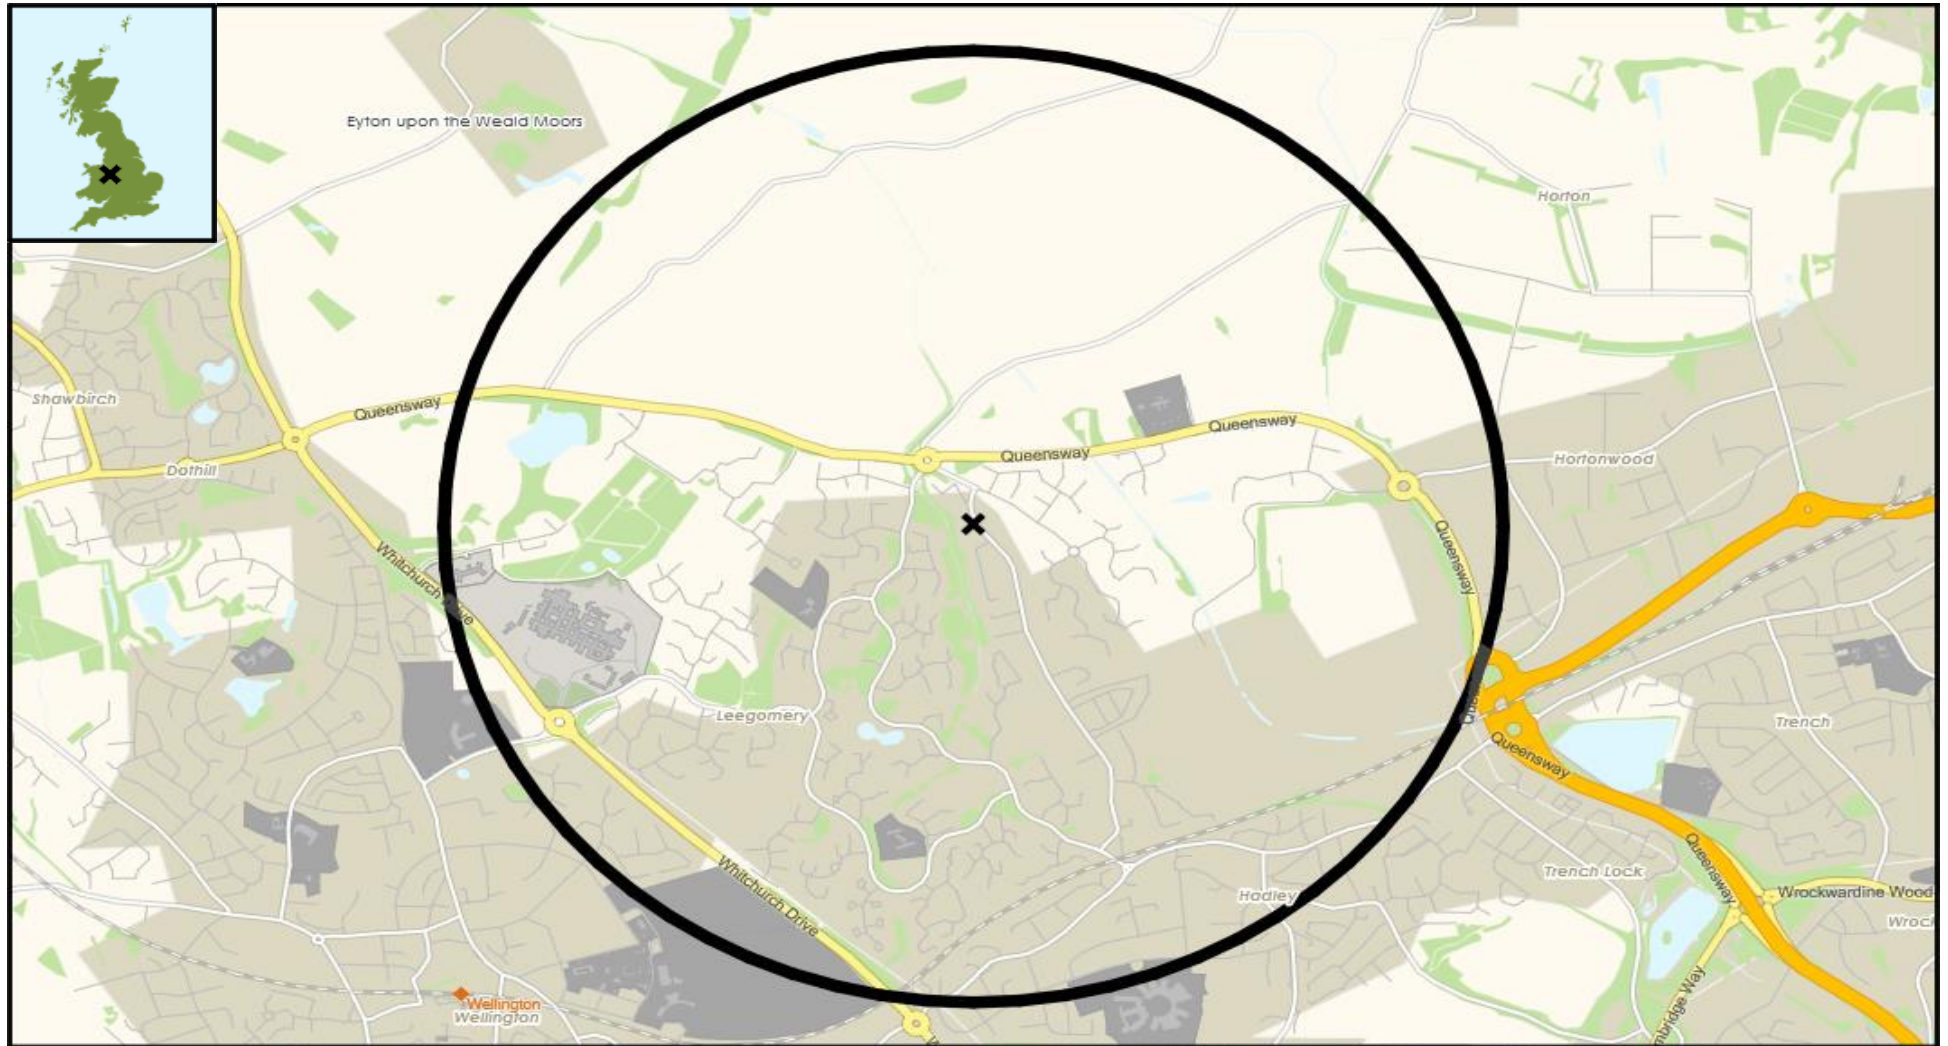 Eyton upon the Weald Moors
Horton
Shawbirch
Queensway
Queensway
Queensway
Dothill
Hortonwood
Whitchurch Drive
Queensway
Leegomery
Trench
Queensway
Whitchurch Drive
Hadley
Trench Lock
Queensway
Wrockwardine Wood
Wellington
Wellington